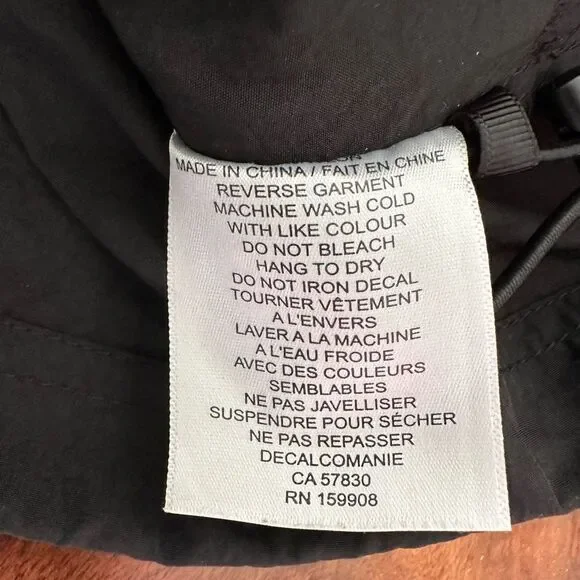 MADE IN CHINA / FAIT EN CHINE
REVERSE GARMENT
MACHINE WASH COLD
WITH LIKE COLOUR
DO NOT BLEACH
HANG TO DRY
DO NOT IRON DECAL
TOURNER VÊTEMENT
A L'ENVERS
LAVER A LA MACHINE
A L'EAU FROIDE
AVEC DES COULEURS
SEMBLABLES
NE PAS JAVELLISER
SUSPENDRE POUR SÉCHER
NE PAS REPASSER
DECALCOMANIE
CA 57830
RN 159908